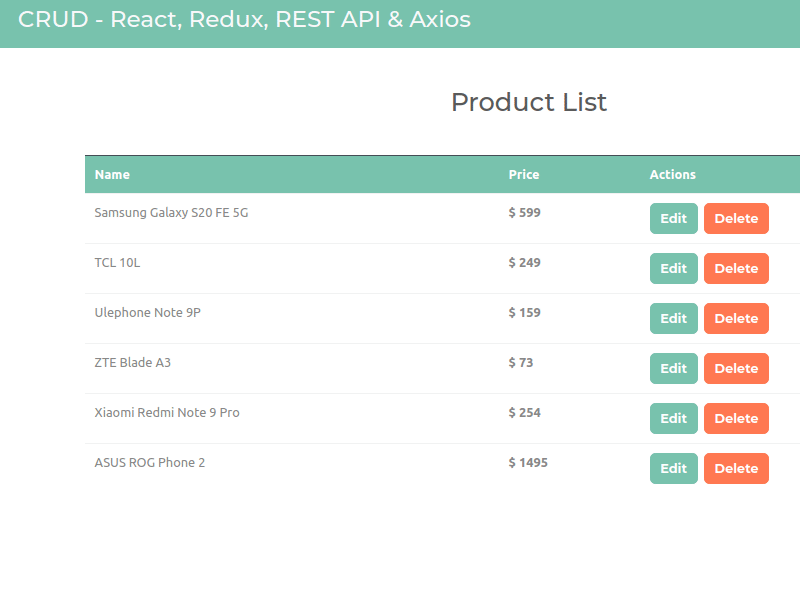 CRUD - React, Redux, REST API & Axios
Product List
Name Price Actions
Samsung Galaxy S20 FE 5G $ 599 Edit Delete
TCL 10L $ 249 Edit Delete
Ulephone Note 9P $ 159 Edit Delete
ZTE Blade A3 $ 73 Edit Delete
Xiaomi Redmi Note 9 Pro $ 254 Edit Delete
ASUS ROG Phone 2 $ 1495 Edit Delete